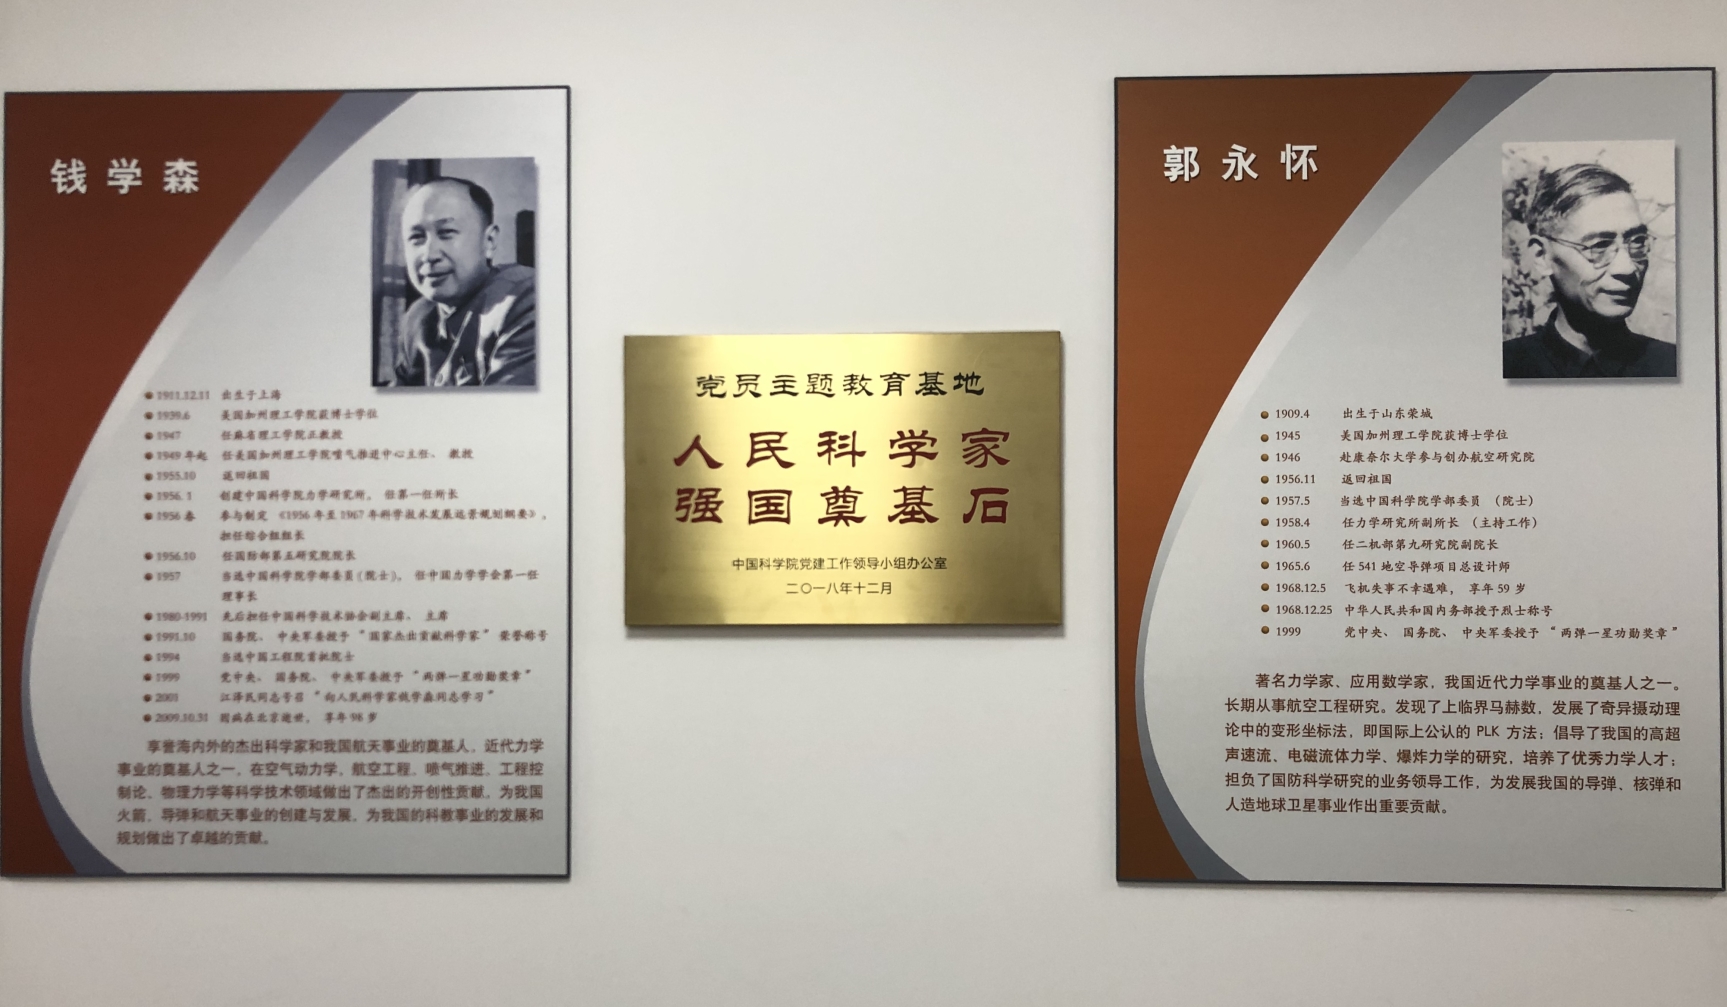 钱学森
1911.12.11 出生于上海
1939.6 美国加州理工学院获博士学位
1947 任麻省理工学院正教授
1949年起 任美国加州理工学院喷气推进中心主任、教授
1955.10 返回祖国
1956.1 创建中国科学院力学研究所,任第一任所长
1956春 参与制定《1956年至1967年科学技术发展远景规划纲要》,
担任综合组组长
1956.10 任国防部第五研究院院长
1957 当选中国科学院学部委员(院士),任中国力学学会第一任
理事长
1980-1991 先后担任中国科学技术协会副主席、主席
1991.10 国务院、中央军委授予“国家杰出贡献科学家”荣誉称号
1994 当选中国工程院首批院士
1999 党中央、国务院、中央军委授予“两弹一星功勋奖章”
2001 江泽民同志号召“向人民科学家钱学森同志学习”
2009.10.31 因病在北京逝世,享年98岁
享誉海内外的杰出科学家和我国航天事业的奠基人,近代力学
事业的奠基人之一,在空气动力学、航空工程、喷气推进、工程控
制论、物理力学等科学技术领域做出了杰出的开创性贡献,为我国
火箭、导弹和航天事业的创建与发展,为我国的科教事业的发展和
规划做出了卓越的贡献。
党员主题教育基地
人民科学家
强国奠基石
中国科学院党建工作领导小组办公室
二〇一八年十二月
郭永怀
1909.4 出生于山东荣城
1945 美国加州理工学院获博士学位
1946 赴康奈尔大学参与创办航空研究院
1956.11 返回祖国
1957.5 当选中国科学院学部委员(院士)
1958.4 任力学研究所副所长(主持工作)
1960.5 任二机部第九研究院副院长
1965.6 任541地空导弹项目总设计师
1968.12.5 飞机失事不幸遇难,享年59岁
1968.12.25 中华人民共和国内务部授予烈士称号
1999 党中央、国务院、中央军委授予“两弹一星功勋奖章”
著名力学家、应用数学家,我国近代力学事业的奠基人之一。
长期从事航空工程研究。发现了上临界马赫数,发展了奇异摄动理
论中的变形坐标法,即国际上公认的 PLK 方法;倡导了我国的高超
声速流、电磁流体力学、爆炸力学的研究,培养了优秀力学人才;
担负了国防科学研究的业务领导工作,为发展我国的导弹、核弹和
人造地球卫星事业作出重要贡献。